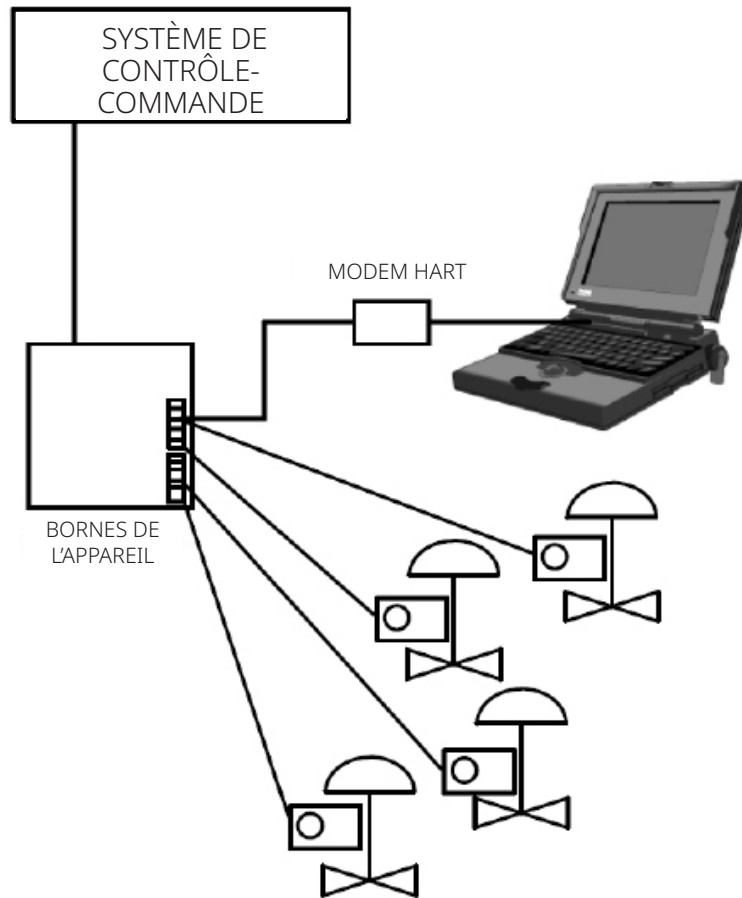 SYSTÈME DE
CONTRÔLE-
COMMANDE
MODEM HART
BORNES DE
L'APPAREIL